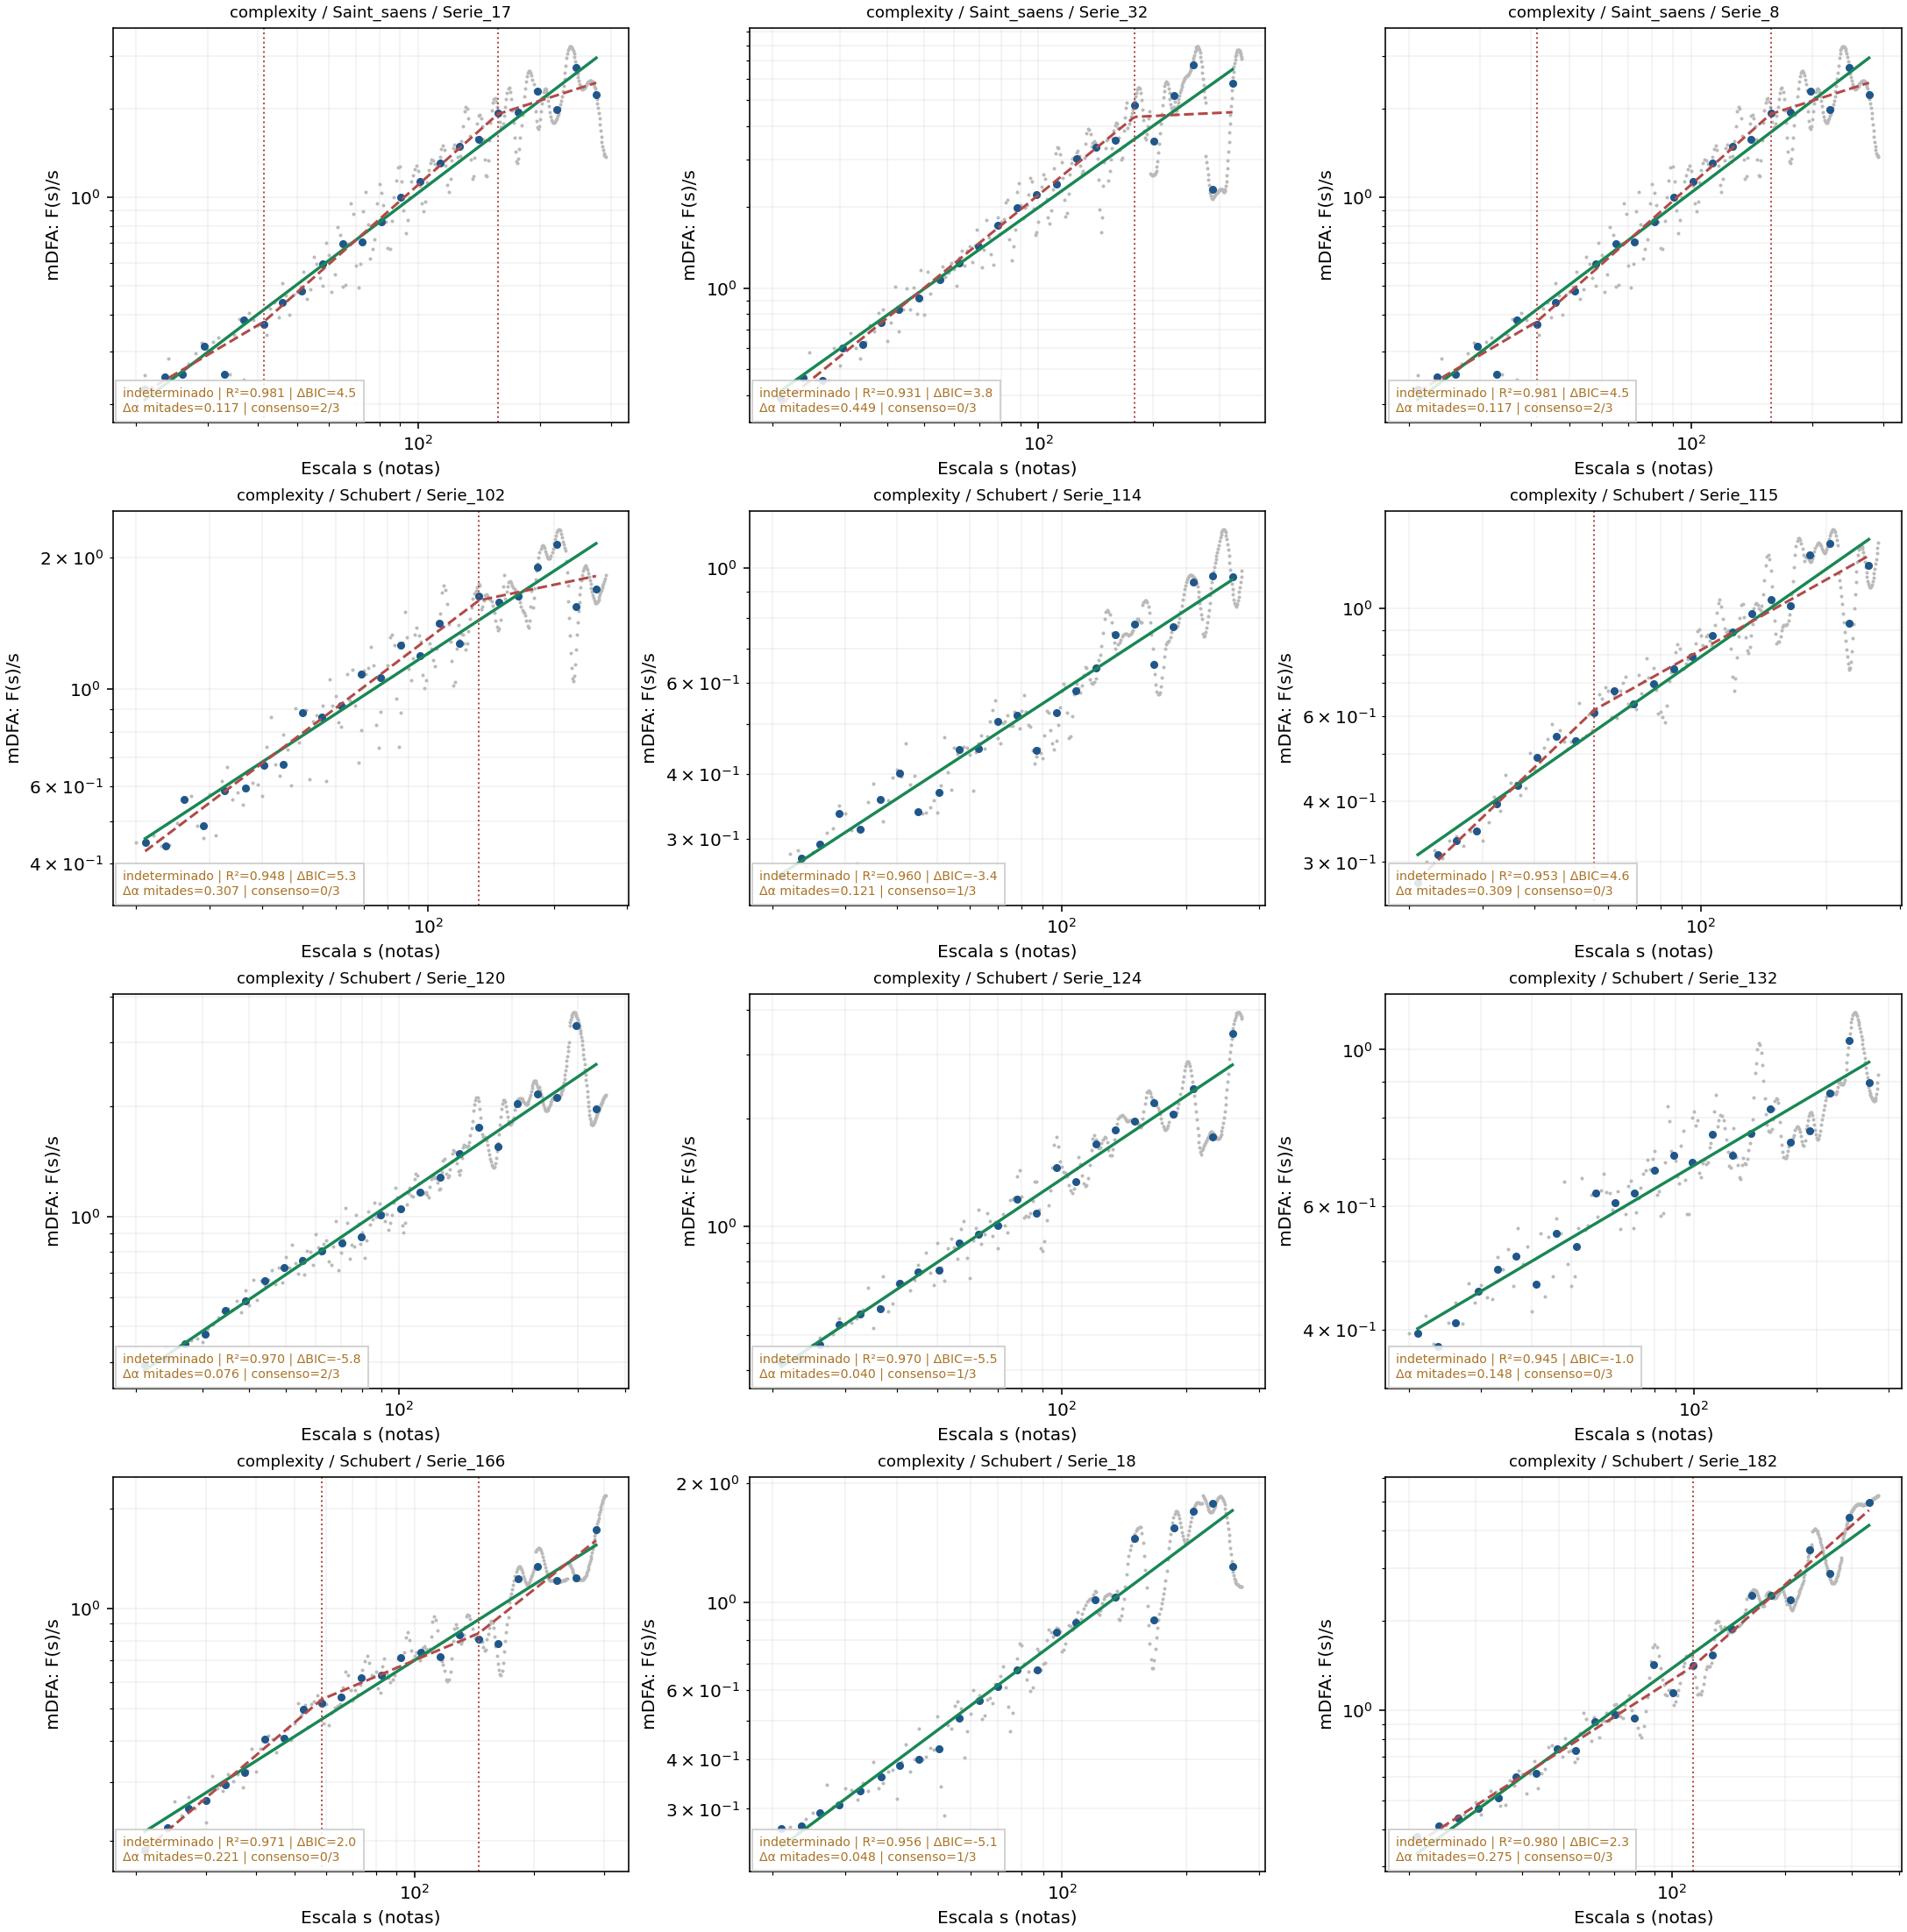 complexity / Saint_saens / Serie_17
mDFA: F(s)/s
10⁰
indeterminado | R²=0.981 | ΔBIC=4.5
Δα mitades=0.117 | consenso=2/3
10²
Escala s (notas)
complexity / Saint_saens / Serie_32
mDFA: F(s)/s
10⁰
indeterminado | R²=0.931 | ΔBIC=3.8
Δα mitades=0.449 | consenso=0/3
10²
Escala s (notas)
complexity / Saint_saens / Serie_8
mDFA: F(s)/s
10⁰
indeterminado | R²=0.981 | ΔBIC=4.5
Δα mitades=0.117 | consenso=2/3
10²
Escala s (notas)
complexity / Schubert / Serie_102
mDFA: F(s)/s
2 × 10⁰
10⁰
6 × 10⁻¹
4 × 10⁻¹
indeterminado | R²=0.948 | ΔBIC=5.3
Δα mitades=0.307 | consenso=0/3
10²
Escala s (notas)
complexity / Schubert / Serie_114
mDFA: F(s)/s
10⁰
6 × 10⁻¹
4 × 10⁻¹
3 × 10⁻¹
indeterminado | R²=0.960 | ΔBIC=-3.4
Δα mitades=0.121 | consenso=1/3
10²
Escala s (notas)
complexity / Schubert / Serie_115
mDFA: F(s)/s
10⁰
6 × 10⁻¹
4 × 10⁻¹
3 × 10⁻¹
indeterminado | R²=0.953 | ΔBIC=4.6
Δα mitades=0.309 | consenso=0/3
10²
Escala s (notas)
complexity / Schubert / Serie_120
mDFA: F(s)/s
10⁰
indeterminado | R²=0.970 | ΔBIC=-5.8
Δα mitades=0.076 | consenso=2/3
10²
Escala s (notas)
complexity / Schubert / Serie_124
mDFA: F(s)/s
10⁰
indeterminado | R²=0.970 | ΔBIC=-5.5
Δα mitades=0.040 | consenso=1/3
10²
Escala s (notas)
complexity / Schubert / Serie_132
mDFA: F(s)/s
10⁰
6 × 10⁻¹
4 × 10⁻¹
indeterminado | R²=0.945 | ΔBIC=-1.0
Δα mitades=0.148 | consenso=0/3
10²
Escala s (notas)
complexity / Schubert / Serie_166
mDFA: F(s)/s
10⁰
indeterminado | R²=0.971 | ΔBIC=2.0
Δα mitades=0.221 | consenso=0/3
10²
Escala s (notas)
complexity / Schubert / Serie_18
mDFA: F(s)/s
2 × 10⁰
10⁰
6 × 10⁻¹
4 × 10⁻¹
3 × 10⁻¹
indeterminado | R²=0.956 | ΔBIC=-5.1
Δα mitades=0.048 | consenso=1/3
10²
Escala s (notas)
complexity / Schubert / Serie_182
mDFA: F(s)/s
10⁰
indeterminado | R²=0.980 | ΔBIC=2.3
Δα mitades=0.275 | consenso=0/3
10²
Escala s (notas)